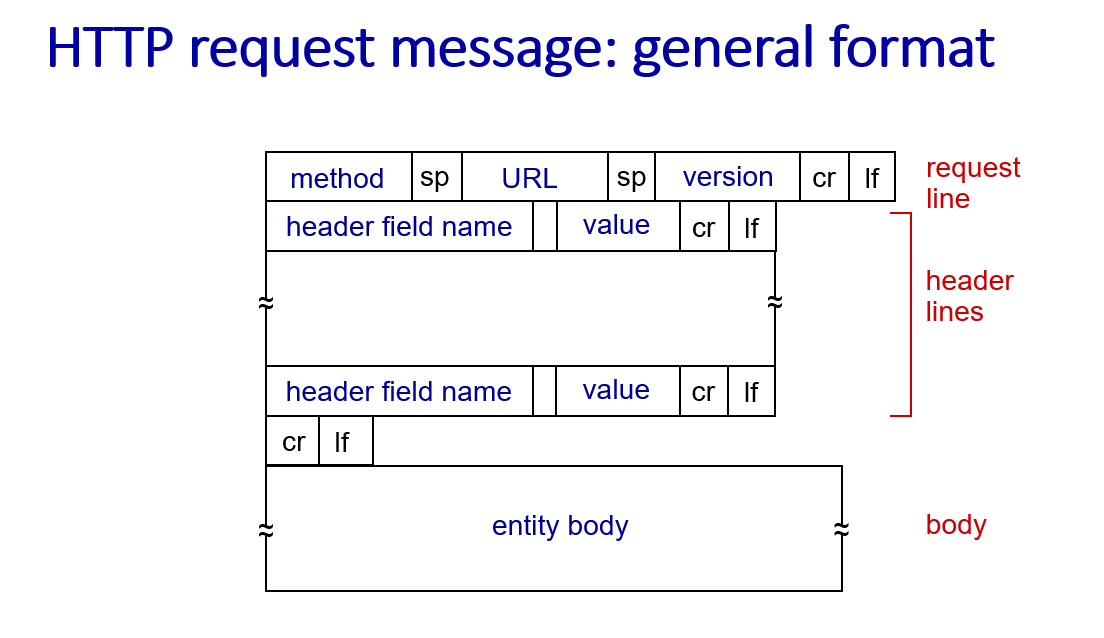 HTTP request message: general format
method sp URL sp version cr lf
request
line
header field name value cr lf
header
lines
≈ ≈
header field name value cr lf
cr lf
≈ entity body ≈
body